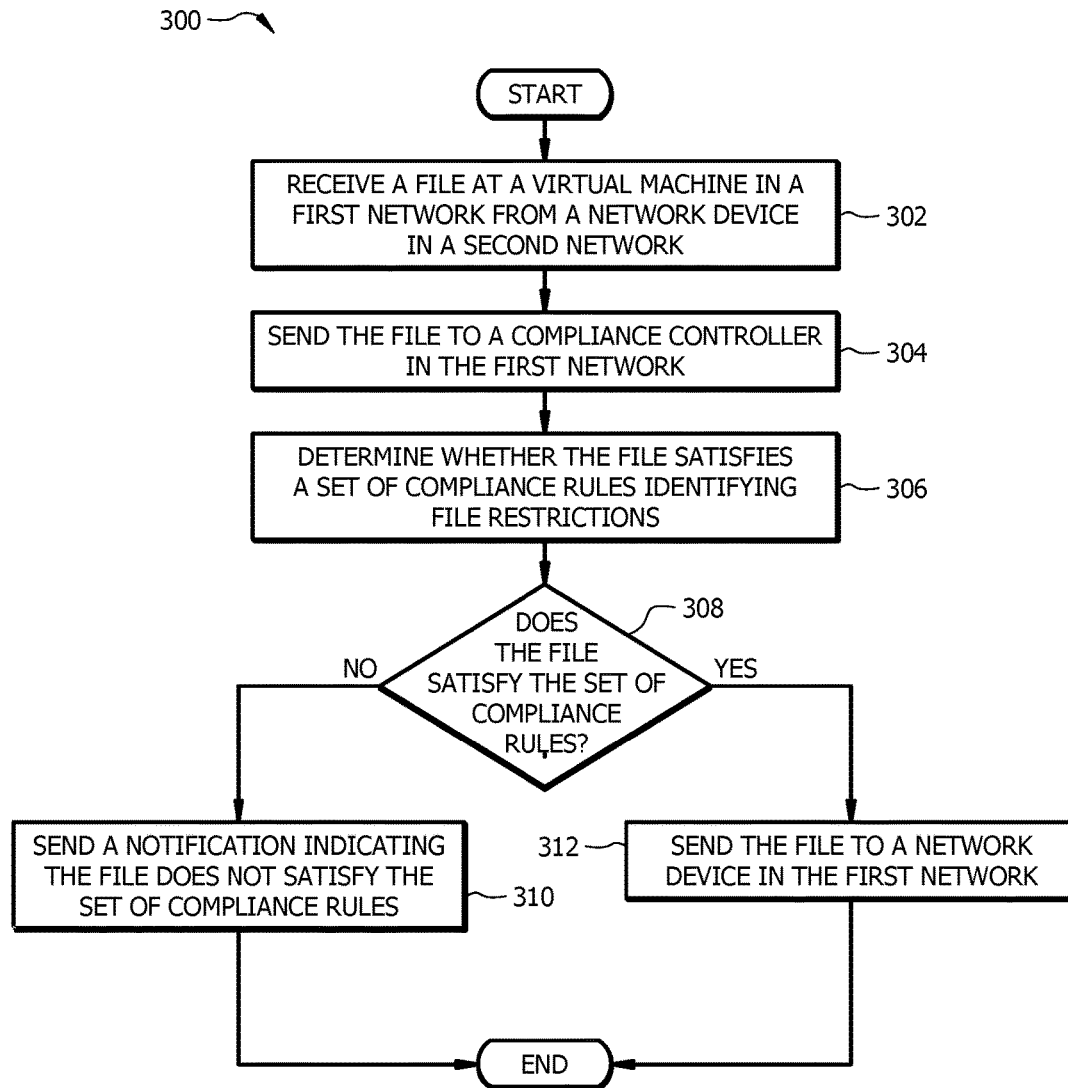 300
START
RECEIVE A FILE AT A VIRTUAL MACHINE IN A
FIRST NETWORK FROM A NETWORK DEVICE
IN A SECOND NETWORK
302
SEND THE FILE TO A COMPLIANCE CONTROLLER
IN THE FIRST NETWORK
304
DETERMINE WHETHER THE FILE SATISFIES
A SET OF COMPLIANCE RULES IDENTIFYING
FILE RESTRICTIONS
306
DOES
THE FILE
SATISFY THE SET OF
COMPLIANCE
RULES?
308
NO
YES
SEND A NOTIFICATION INDICATING
THE FILE DOES NOT SATISFY THE
SET OF COMPLIANCE RULES
310
312
SEND THE FILE TO A NETWORK
DEVICE IN THE FIRST NETWORK
END